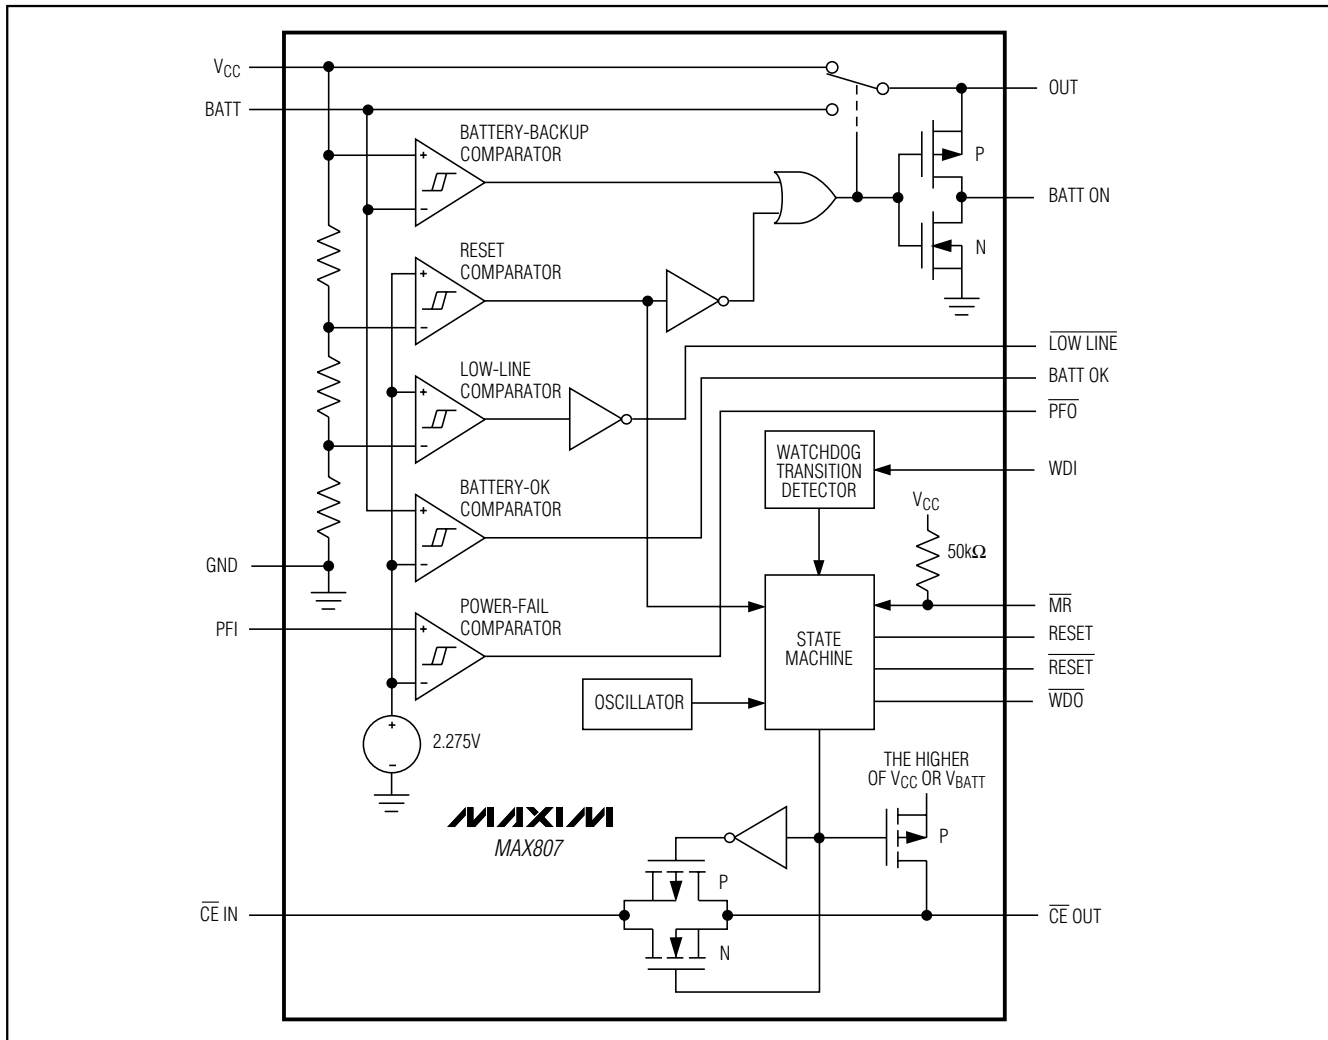 VCC
BATT
GND
PFI
CE IN
BATTERY-BACKUP
COMPARATOR
+
−
RESET
COMPARATOR
+
−
LOW-LINE
COMPARATOR
+
−
BATTERY-OK
COMPARATOR
+
−
POWER-FAIL
COMPARATOR
+
−
+
−
2.275V
MAXIM
MAX807
OSCILLATOR
WATCHDOG
TRANSITION
DETECTOR
STATE
MACHINE
VCC
50kΩ
THE HIGHER
OF VCC OR VBATT
P
P
N
P
N
OUT
BATT ON
LOW LINE
BATT OK
PFO
WDI
MR
RESET
RESET
WDO
CE OUT